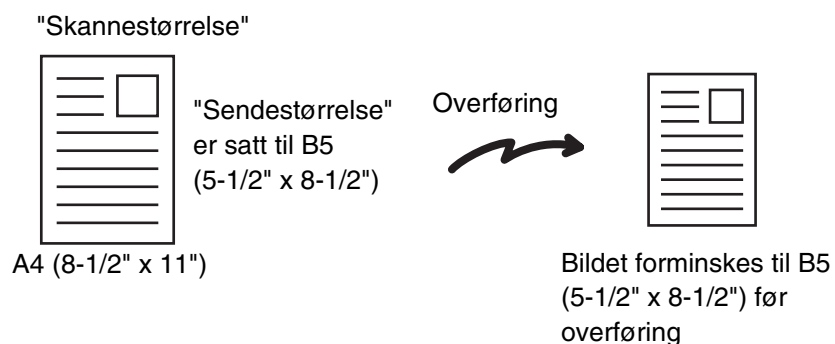 "Skannestørrelse"
"Sendestørrelse"
er satt til B5
(5-1/2" x 8-1/2")
A4 (8-1/2" x 11")
Overføring
Bildet forminskes til B5
(5-1/2" x 8-1/2") før
overføring